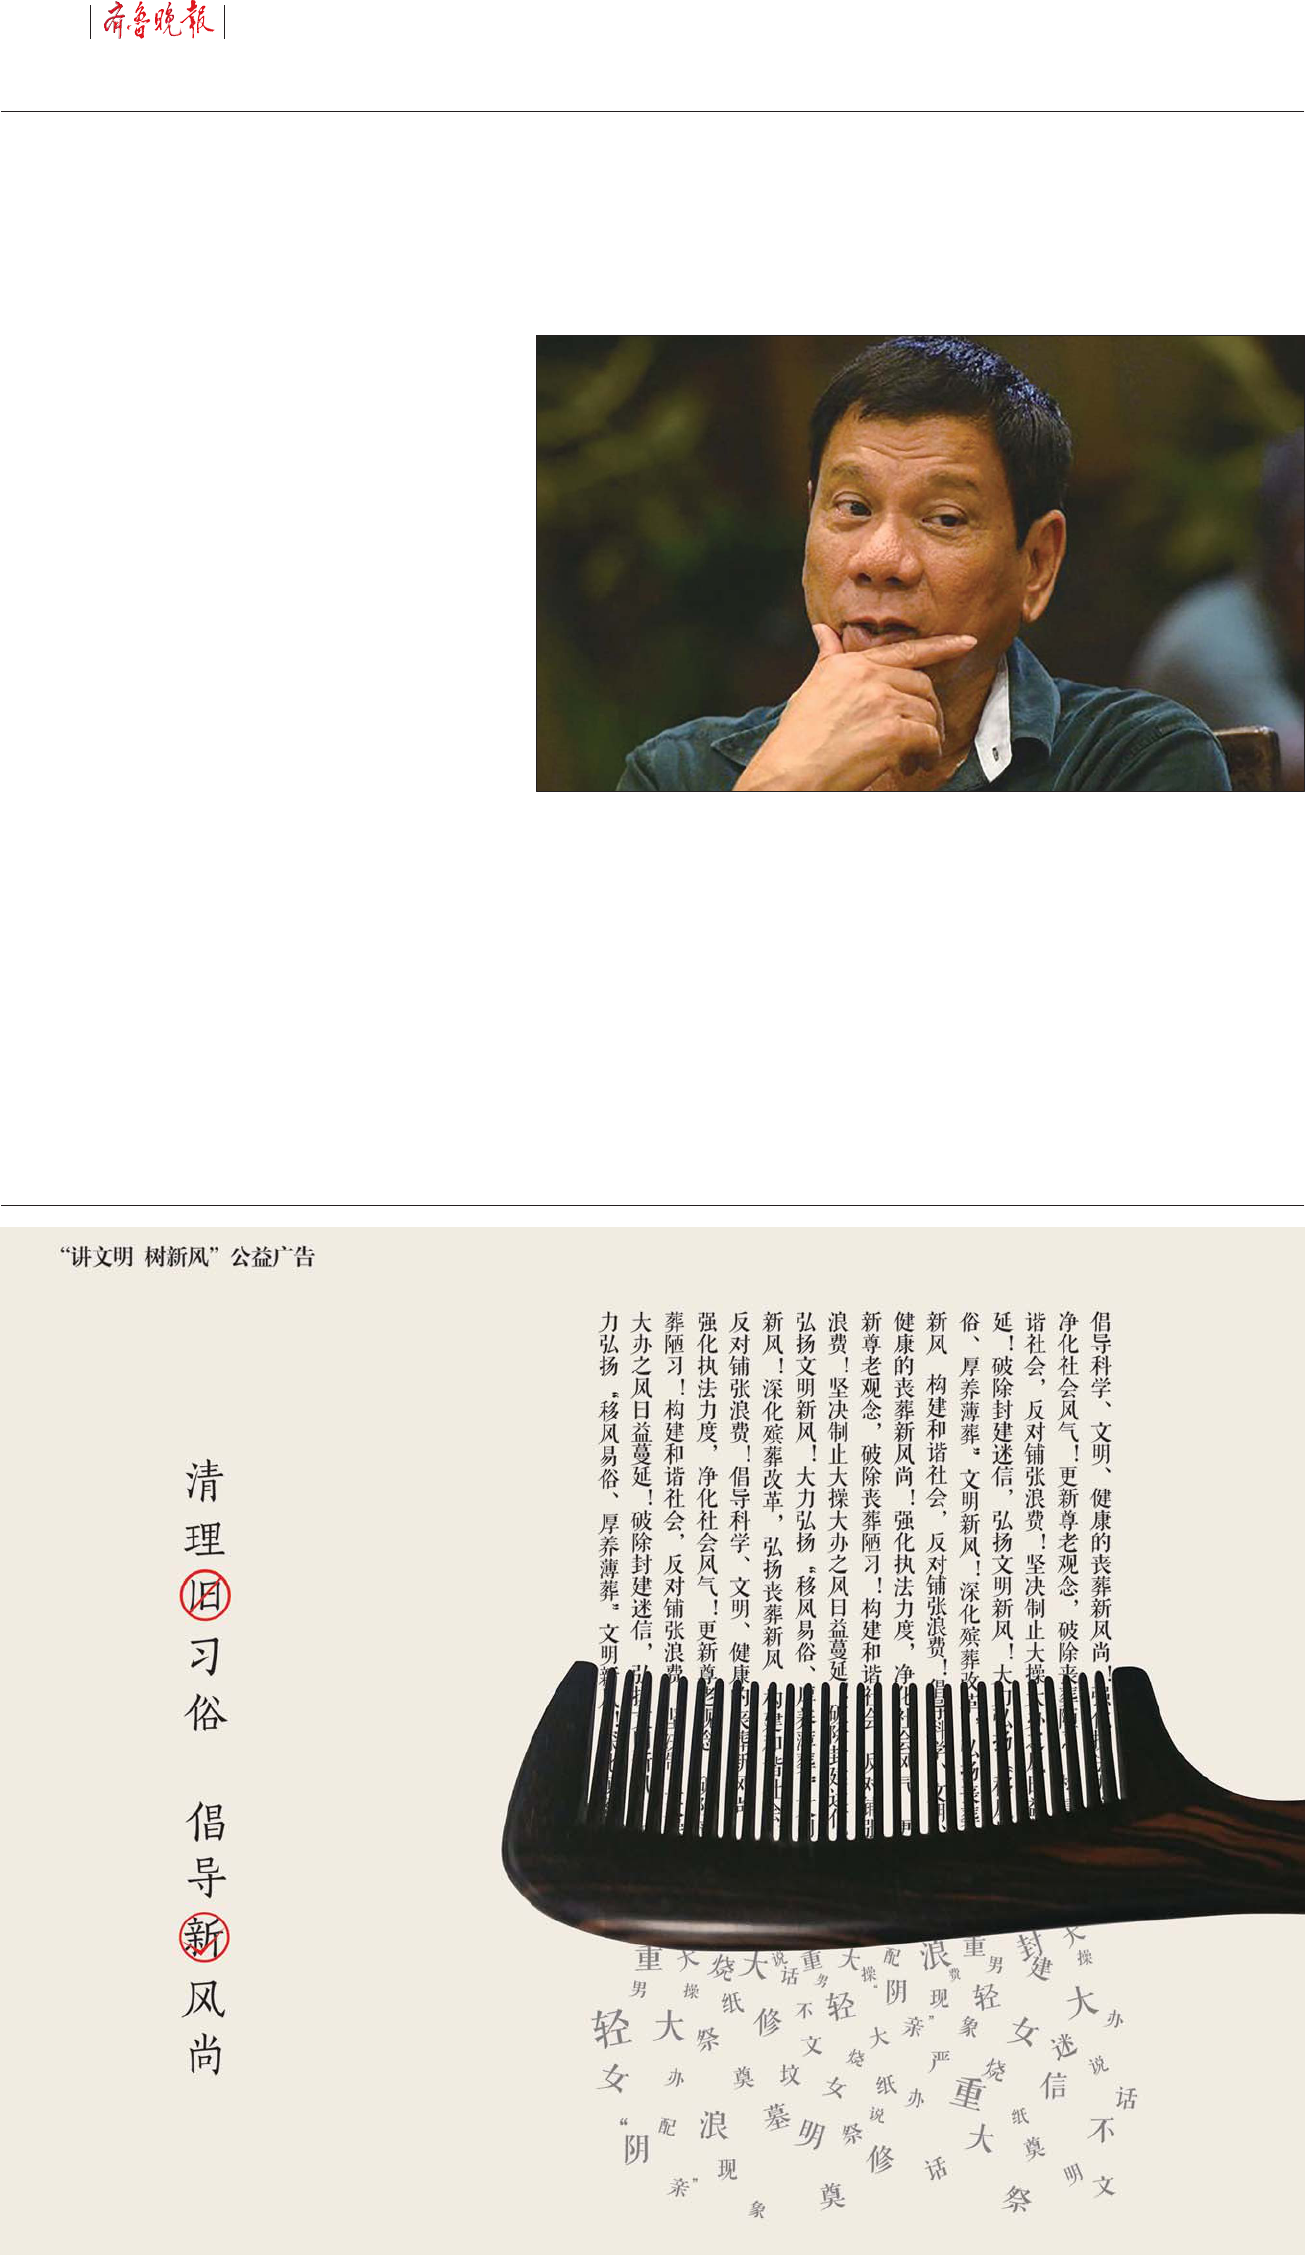 齐鲁晚报
“讲文明 树新风”公益广告
清理旧习俗 倡导新风尚
倡导科学、文明、健康的丧葬新风尚！强化执法
净化社会风气！更新尊老观念，破除丧葬陋习
谐社会，反对铺张浪费！坚决制止大操大办之风日益
延！破除封建迷信，弘扬文明新风！大力弘扬“移风
俗、厚养薄葬”文明新风！深化殡葬改革，弘扬丧葬
新风 构建和谐社会，反对铺张浪费！倡导科学、文明、
健康的丧葬新风尚！强化执法力度，净化社会风气 更
新尊老观念，破除丧葬陋习！构建和谐社会 反对铺张
浪费！坚决制止大操大办之风日益蔓延 破除封建迷信
弘扬文明新风！大力弘扬“移风易俗、厚养薄葬”文明
新风！深化殡葬改革，弘扬丧葬新风 构建和谐社会
反对铺张浪费！倡导科学、文明、健康的丧葬新风尚
强化执法力度，净化社会风气！更新尊老观念 破除
葬陋习！构建和谐社会，反对铺张浪费 坚决制止
大办之风日益蔓延！破除封建迷信，弘扬文明新风
力弘扬“移风易俗、厚养薄葬”文明新风！深化
重 大 烧 大 说 话 重 男 大 操 配 浪 费 重 男 封 建 大 操
男 操 纸 修 不 轻 “阴 现 轻 大 办
轻 大 祭 文 烧 大 亲” 象 女 迷
女 办 奠 坟 女 纸 办 严 重 烧 信 说 话
“阴 配 浪 墓 明 祭 说 修 大 纸 奠 不
亲” 现 象 奠 话 祭 明 文